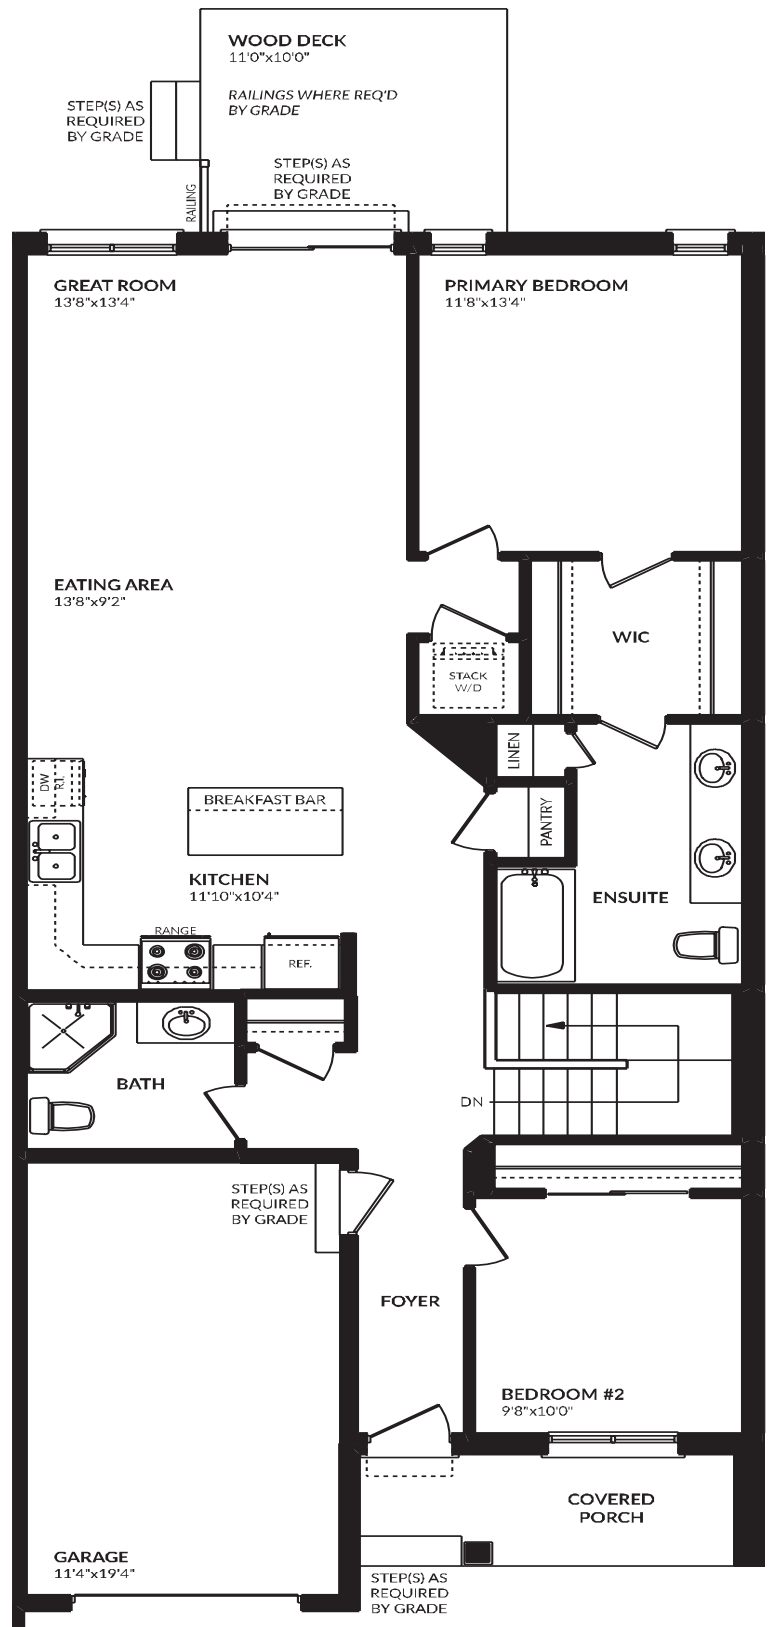 WOOD DECK
11'0"x10'0"
RAILINGS WHERE REQ'D
BY GRADE
STEP(S) AS
REQUIRED
BY GRADE
STEP(S) AS
REQUIRED
BY GRADE
RAILING
GREAT ROOM
13'8"x13'4"
PRIMARY BEDROOM
11'8"x13'4"
EATING AREA
13'8"x9'2"
WIC
STACK
W/D
LINEN
DW
R.I.
BREAKFAST BAR
PANTRY
KITCHEN
11'10"x10'4"
ENSUITE
RANGE
REF.
BATH
DN
STEP(S) AS
REQUIRED
BY GRADE
FOYER
BEDROOM #2
9'8"x10'0"
COVERED
PORCH
GARAGE
11'4"x19'4"
STEP(S) AS
REQUIRED
BY GRADE